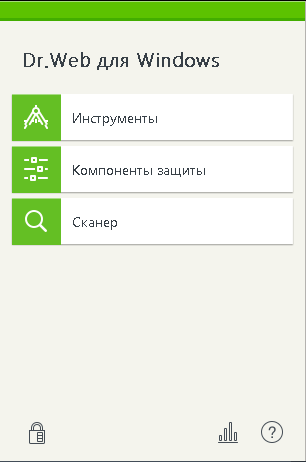 Dr.Web для Windows
Инструменты
Компоненты защиты
Сканер
?